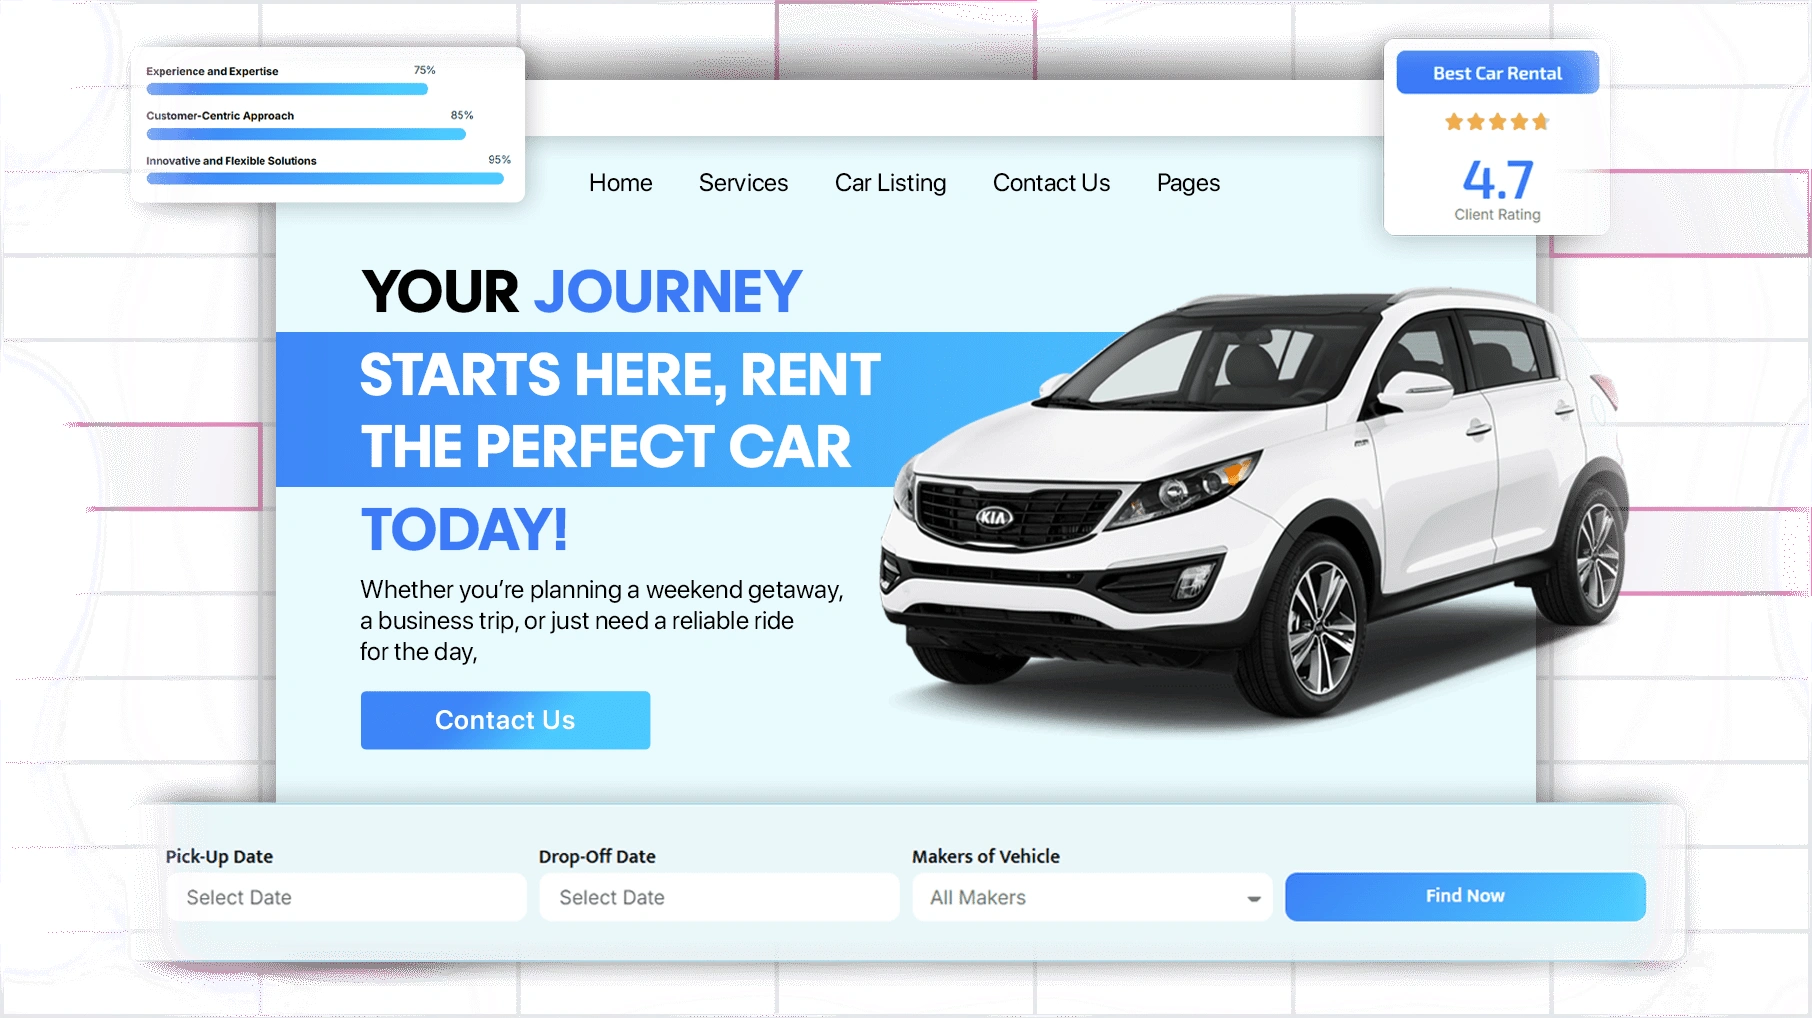 Experience and Expertise 75%
Customer-Centric Approach 85%
Innovative and Flexible Solutions 95%
Best Car Rental
4.7
Client Rating
Home Services Car Listing Contact Us Pages
YOUR JOURNEY
STARTS HERE, RENT
THE PERFECT CAR
TODAY!
Whether you’re planning a weekend getaway,
a business trip, or just need a reliable ride
for the day,
Contact Us
KIA
Pick-Up Date Drop-Off Date Makers of Vehicle
Select Date Select Date All Makers Find Now